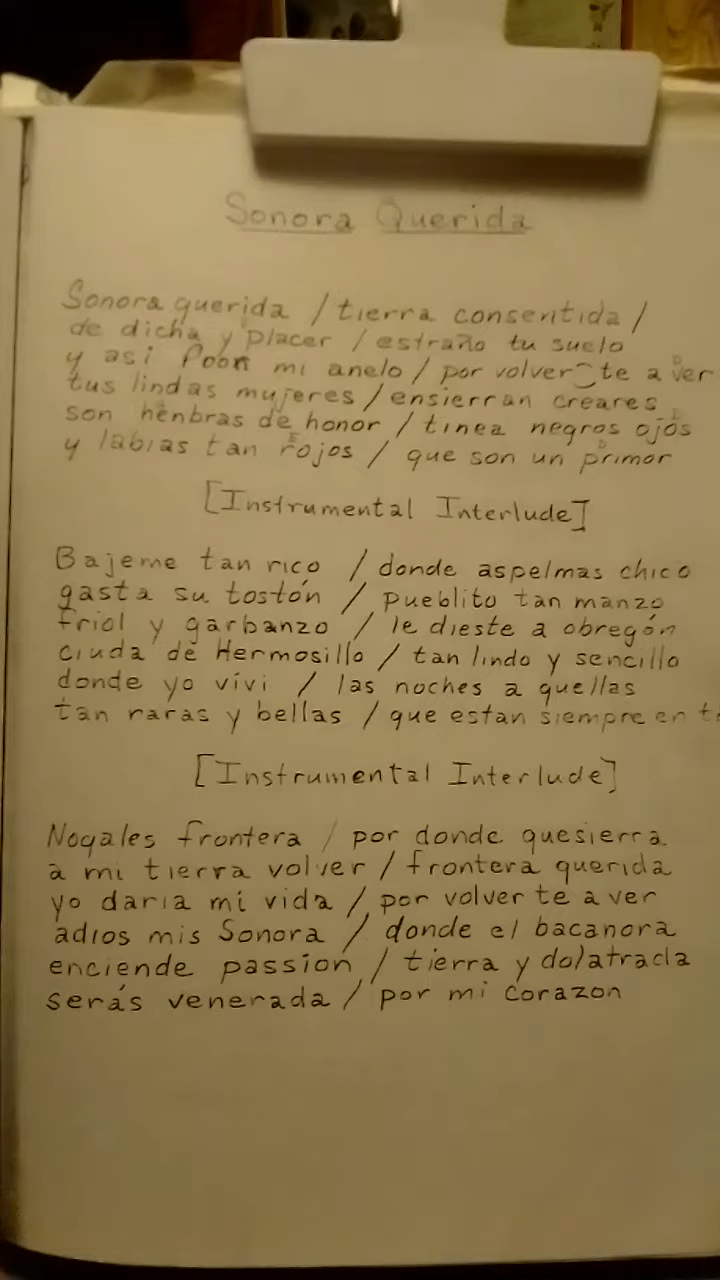 Sonora Querida
Sonora querida / tierra consentida /
de dicha y placer / estraño tu suelo
y asi Poon mi anelo / por volver te a ver
tus lindas mujeres / ensierran creares
son henbras de honor / tinea negros ojos
y labias tan rojos / que son un primor
[Instrumental Interlude]
Bajeme tan rico / donde aspelmas chico
gasta su tostón / pueblito tan manzo
friol y garbanzo / le dieste a obregón
ciuda de Hermosillo / tan lindo y sencillo
donde yo vívi / las noches a quellas
tan raras y bellas / que estan siempre en
[Instrumental Interlude]
Nogales frontera / por donde quesierra
a mi tierra volver / frontera querida
yo daria mi vida / por volver te a ver
adios mis Sonora / donde el bacanora
enciende passion / tierra y dolatrada
serás venerada / por mi corazon